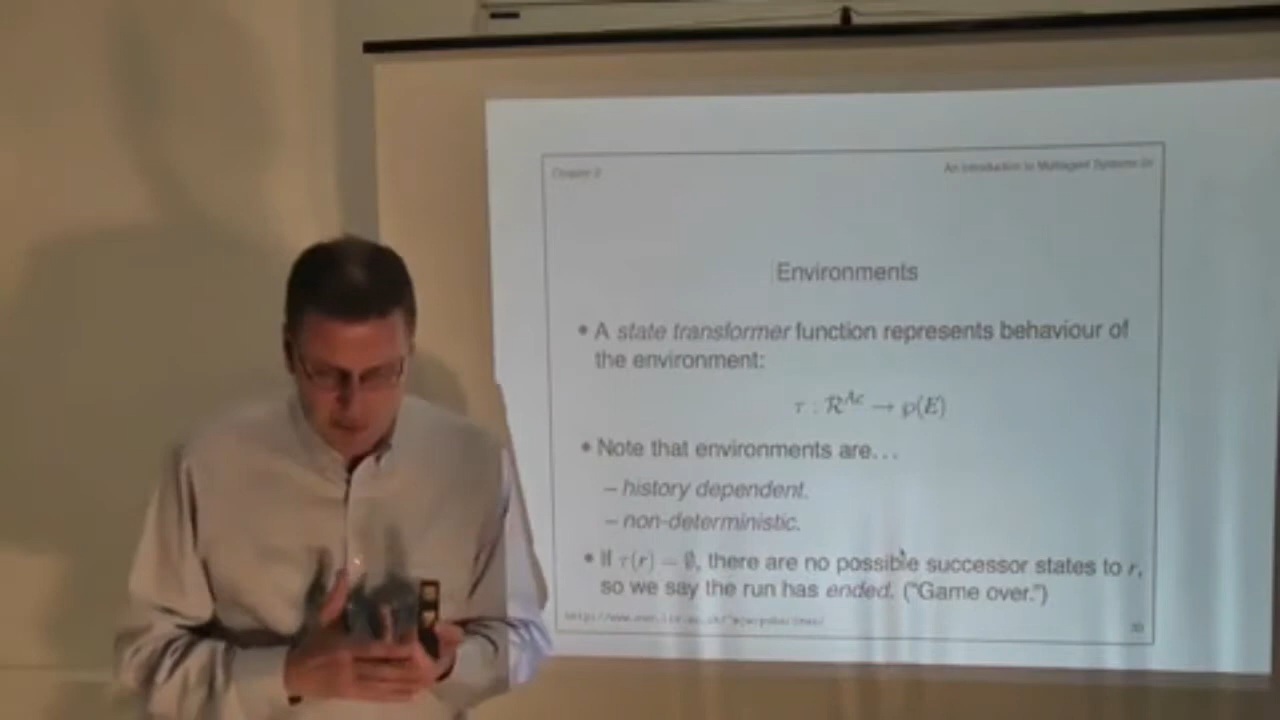 Chapter 2
An Introduction to Multiagent Systems 2e
Environments
• A state transformer function represents behaviour of
the environment:
τ : R^Ac → ℘(E)
• Note that environments are…
– history dependent.
– non-deterministic.
• If τ(r) = ∅, there are no possible successor states to r,
so we say the run has ended. (“Game over.”)